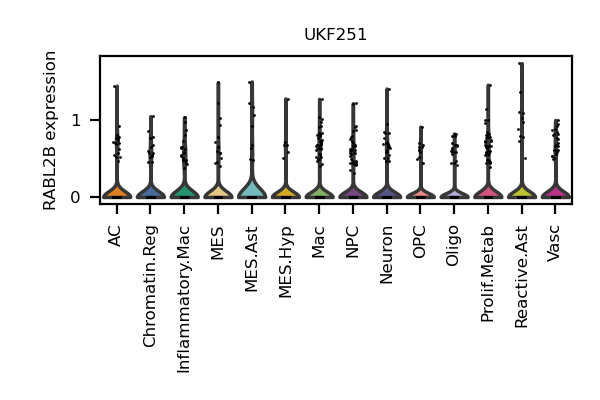 UKF251
RABL2B expression
1
0
AC
Chromatin.Reg
Inflammatory.Mac
MES
MES.Ast
MES.Hyp
Mac
NPC
Neuron
OPC
Oligo
Prolif.Metab
Reactive.Ast
Vasc